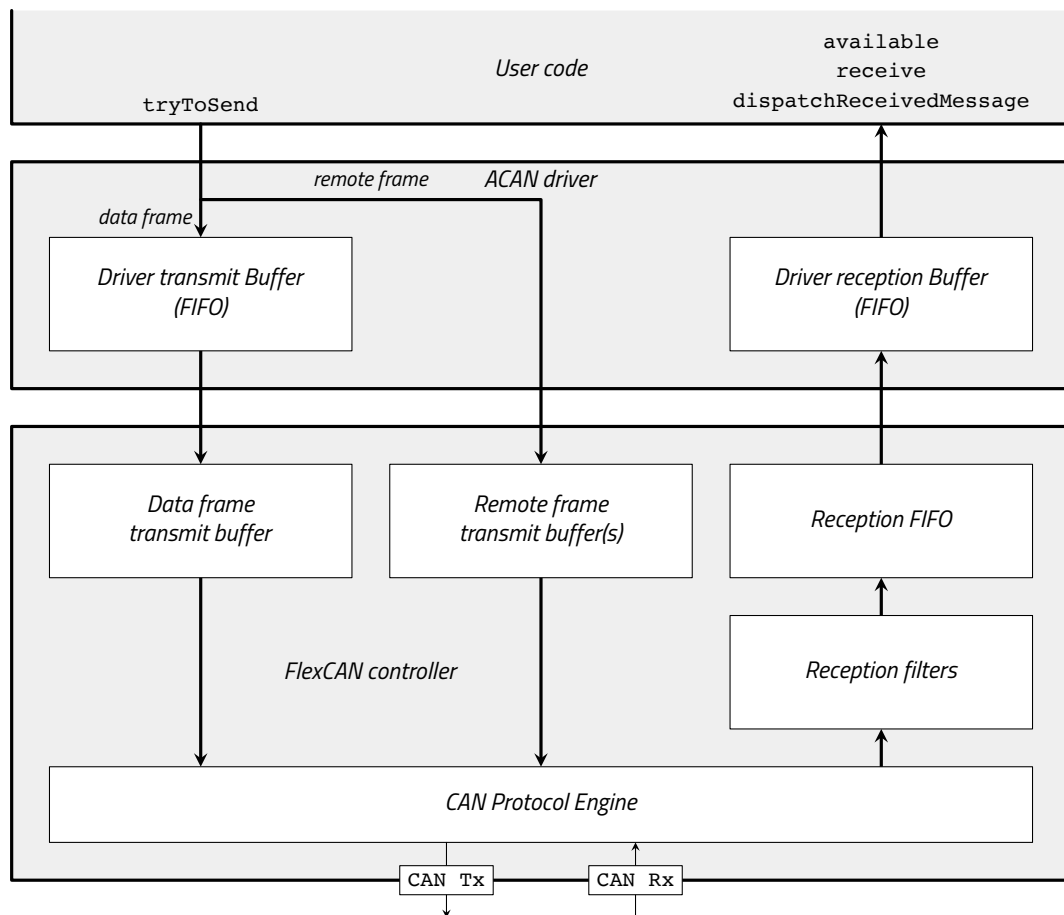 available
User code
receive
tryToSend
dispatchReceivedMessage
remote frame
ACAN driver
data frame
Driver transmit Buffer
(FIFO)
Driver reception Buffer
(FIFO)
Data frame
transmit buffer
Remote frame
transmit buffer(s)
Reception FIFO
FlexCAN controller
Reception filters
CAN Protocol Engine
CAN Tx
CAN Rx